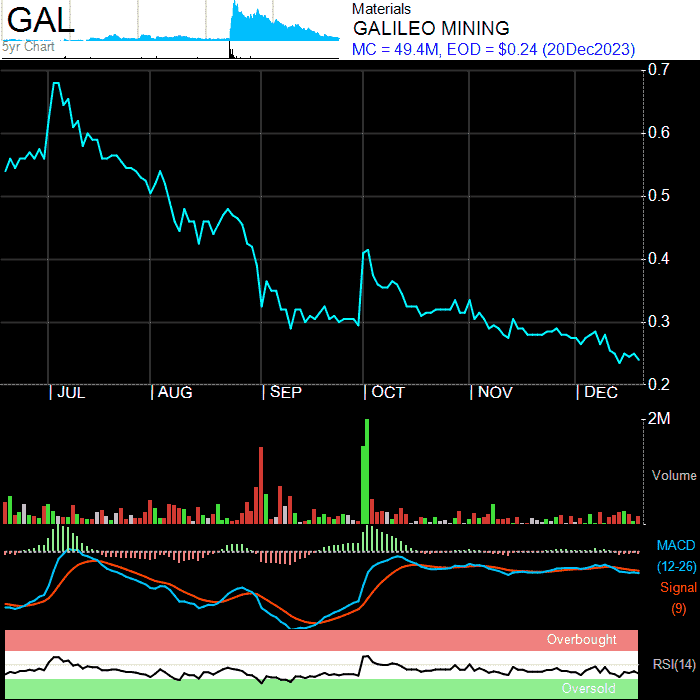 GAL
5yr Chart
Materials
GALILEO MINING
MC = 49.4M, EOD = $0.24 (20Dec2023)
0.7
0.6
0.5
0.4
0.3
0.2
JUL AUG SEP OCT NOV DEC
2M
Volume
MACD
(12-26)
Signal
(9)
Overbought
RSI(14)
Oversold